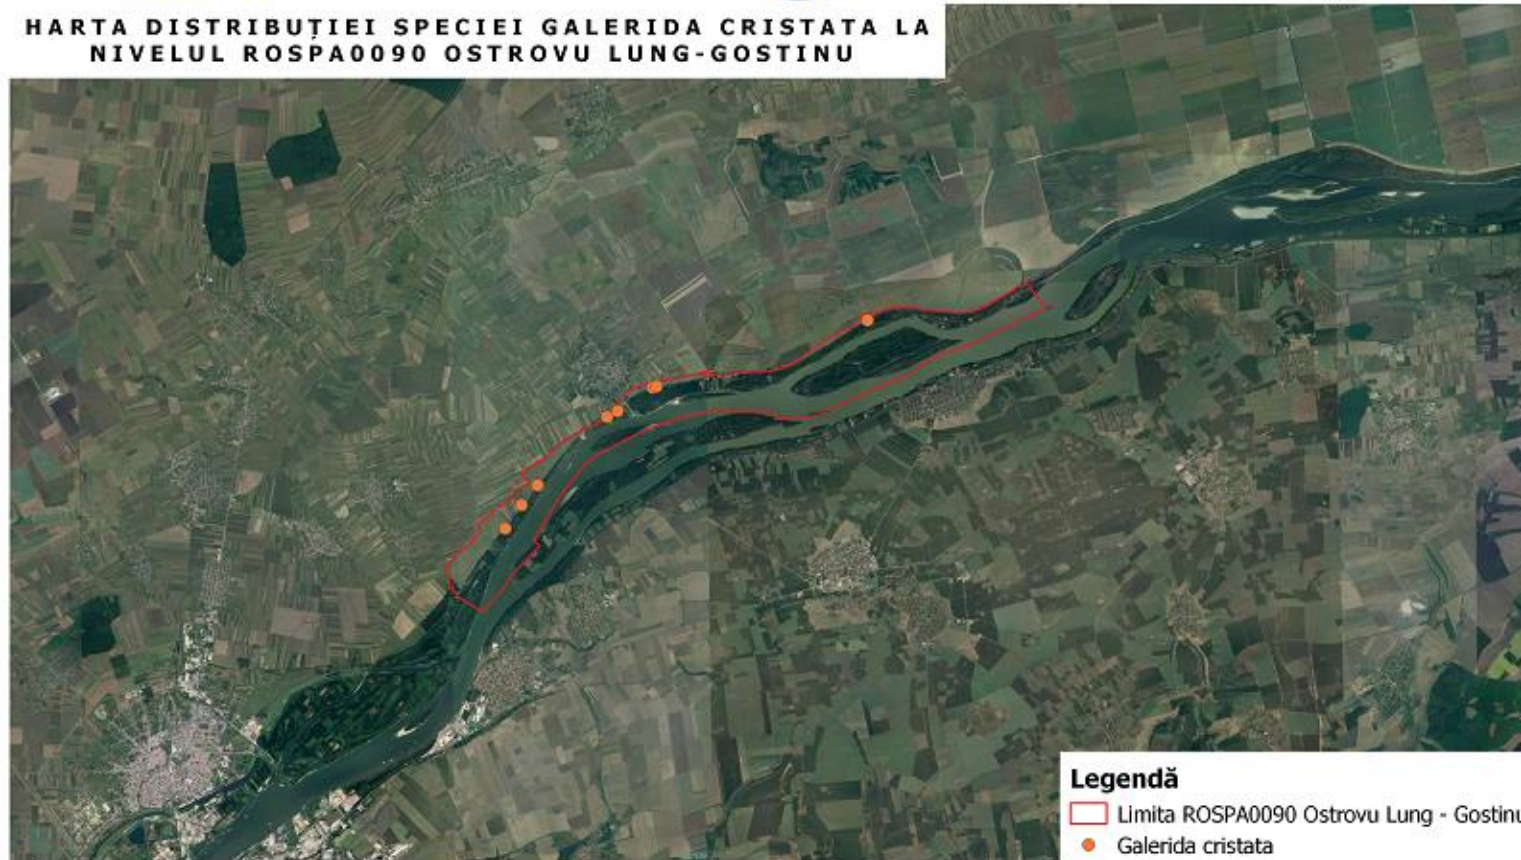 HARTA DISTRIBUȚIEI SPECIEI GALERIDA CRISTATA LA
NIVELUL ROSPA0090 OSTROVU LUNG-GOSTINU
Legendă
Limita ROSPA0090 Ostrovu Lung - Gostinu
Galerida cristata